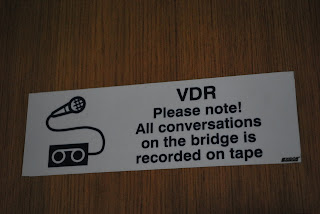 VDR
Please note!
All conversations
on the bridge is
recorded on tape